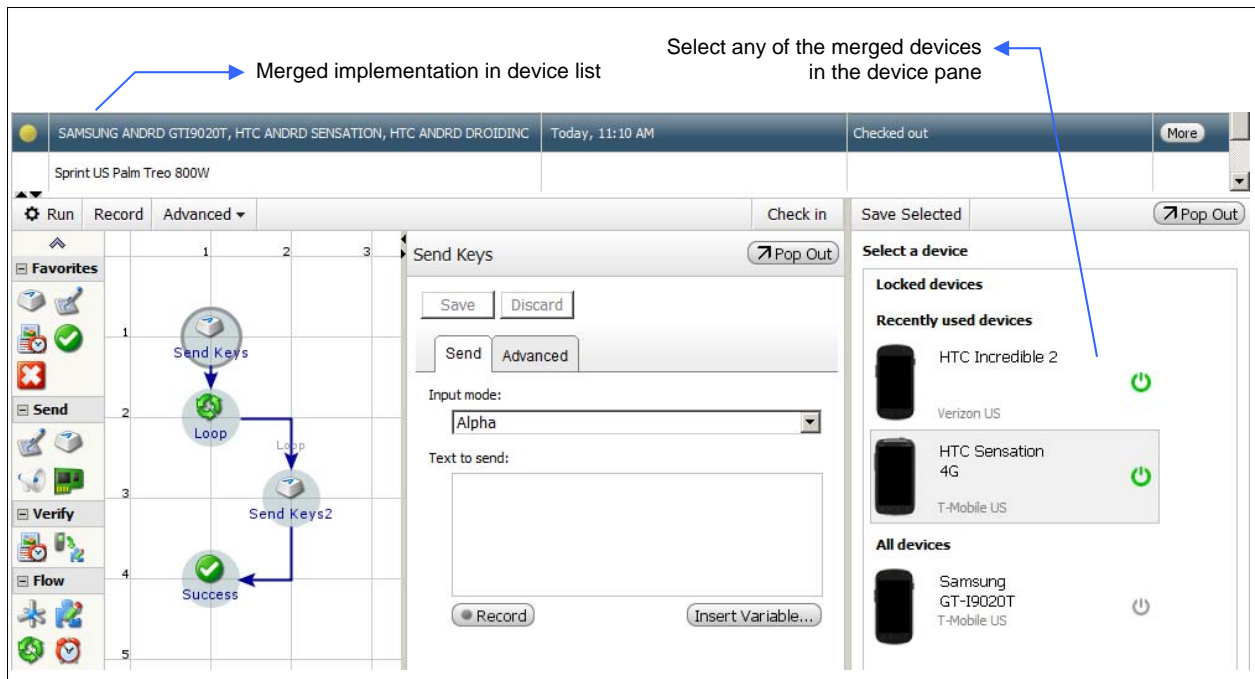 Select any of the merged devices
in the device pane
Merged implementation in device list
SAMSUNG ANDRD GTI9020T, HTC ANDRD SENSATION, HTC ANDRD DROIDINC Today, 11:10 AM Checked out More
Sprint US Palm Treo 800W
Run Record Advanced Check in Save Selected Pop Out
1 2 3
Send Keys Pop Out
Select a device
Favorites
Locked devices
Save Discard
Recently used devices
1
Send Keys
Send Advanced
HTC Incredible 2
Input mode:
Verizon US
Send
2
Loop
Alpha
Loop
Text to send:
HTC Sensation
4G
T-Mobile US
3
Verify
Send Keys2
All devices
4
Flow
Success
Samsung
GT-I9020T
T-Mobile US
Record Insert Variable...
5